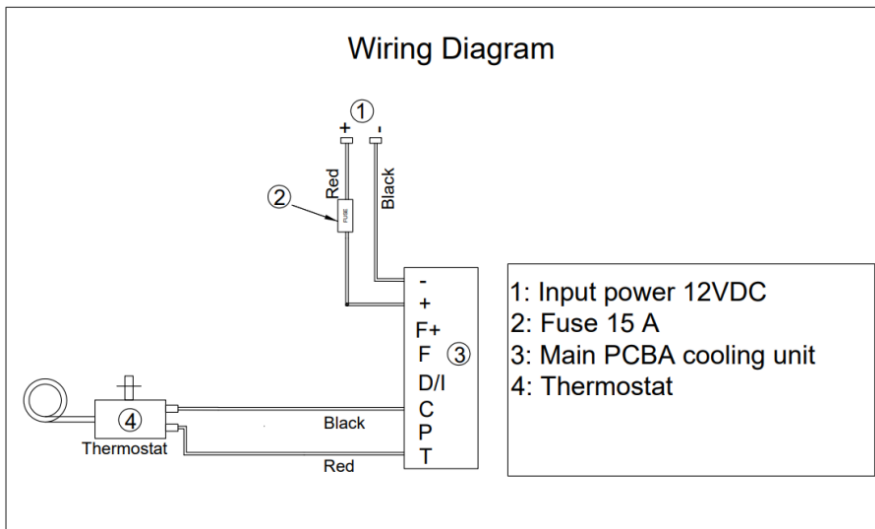 Wiring Diagram
1
+ -
Red
Black
2
FUSE
-
+
F+
F 3
D/I
C
P
T
4
Thermostat
Black
Red
1: Input power 12VDC
2: Fuse 15 A
3: Main PCBA cooling unit
4: Thermostat